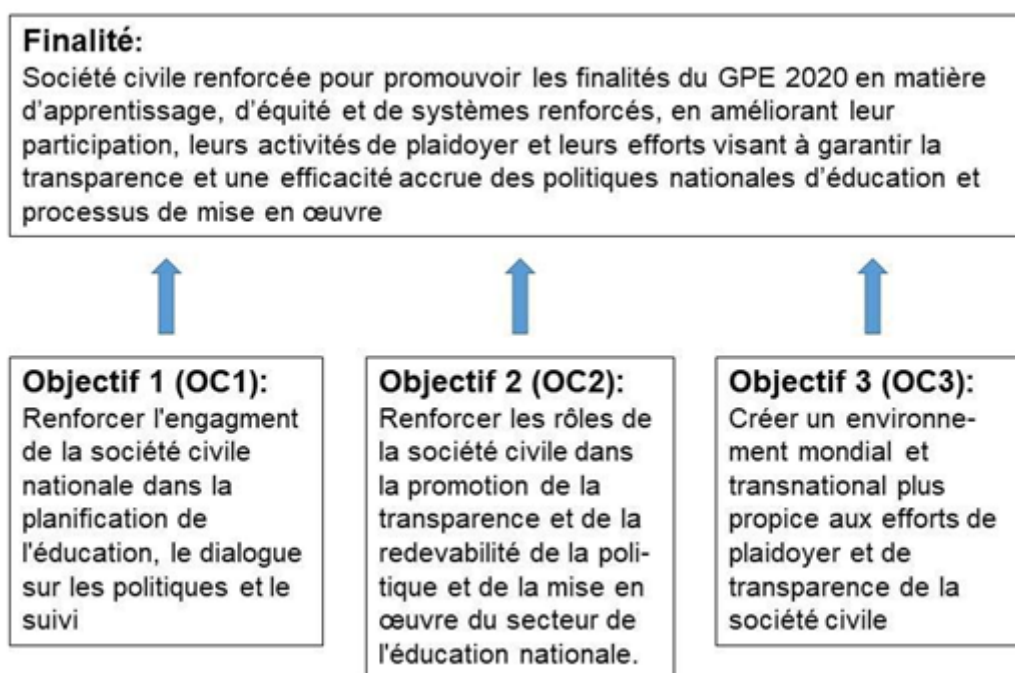 Finalité:
Société civile renforcée pour promouvoir les finalités du GPE 2020 en matière
d'apprentissage, d'équité et de systèmes renforcés, en améliorant leur
participation, leurs activités de plaidoyer et leurs efforts visant à garantir la
transparence et une efficacité accrue des politiques nationales d'éducation et
processus de mise en œuvre
Objectif 1 (OC1):
Renforcer l'engagment
de la société civile
nationale dans la
planification de
l'éducation, le dialogue
sur les politiques et le
suivi
Objectif 2 (OC2):
Renforcer les rôles de
la société civile dans
la promotion de la
transparence et de la
redevabilité de la poli-
tique et de la mise en
œuvre du secteur de
l'éducation nationale.
Objectif 3 (OC3):
Créer un environne-
ment mondial et
transnational plus
propice aux efforts de
plaidoyer et de
transparence de la
société civile